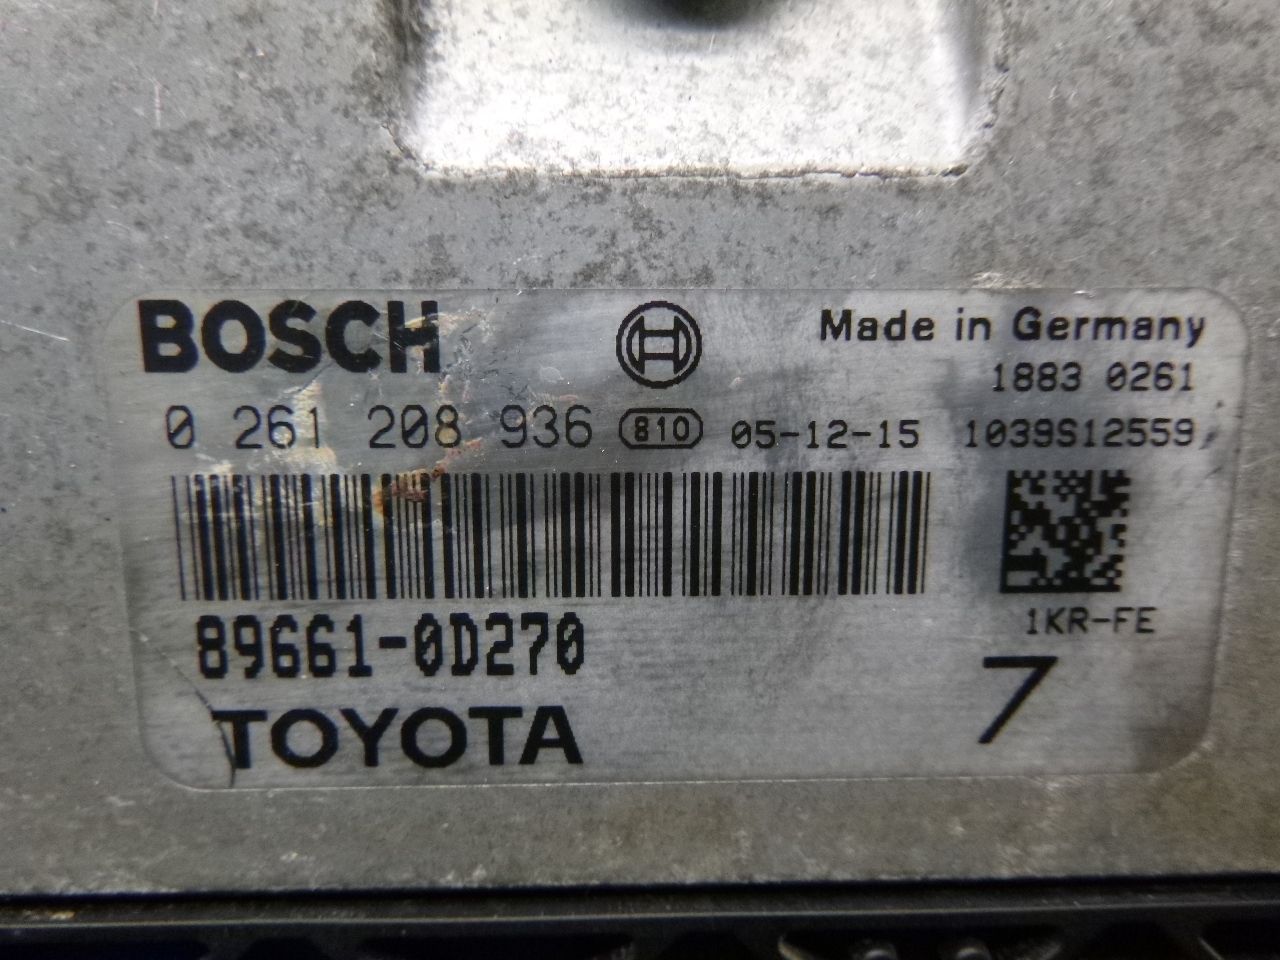 BOSCH
Made in Germany
1883 0261
0 261 208 936 810 05-12-15 1039S12559
89661-0D270
1KR-FE
7
TOYOTA